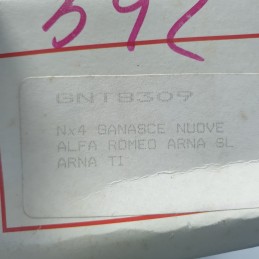 392
GNT8309
Nx4 GANASCE NUOVE
ALFA ROMEO ARNA SL
ARNA TI